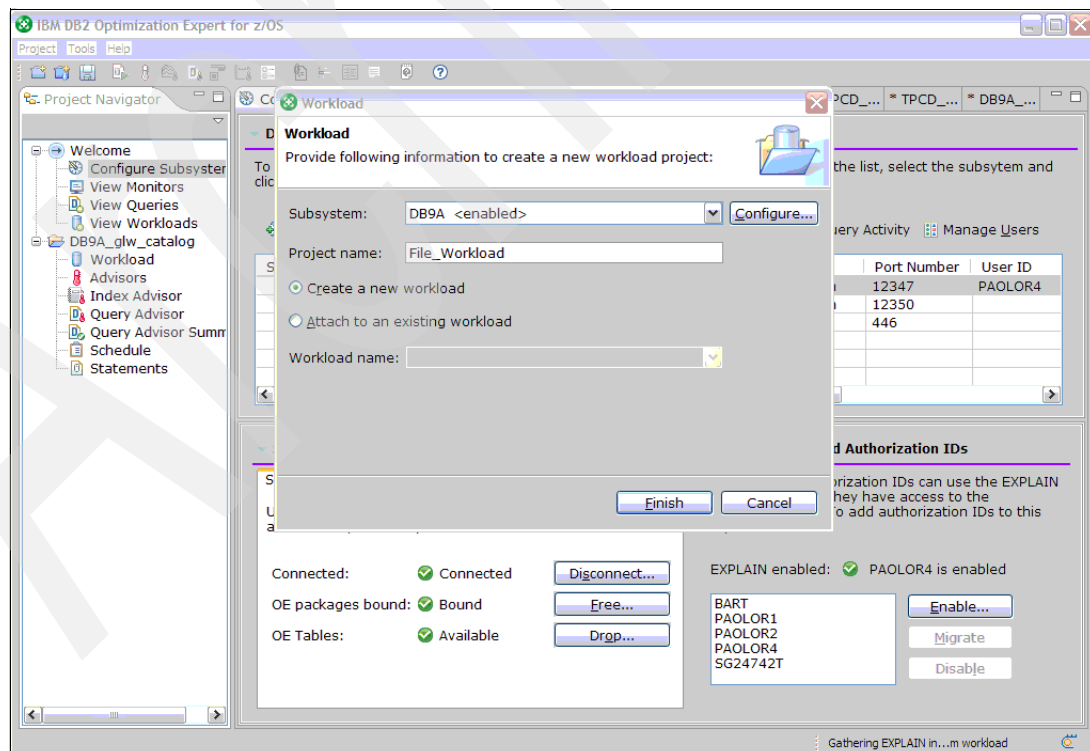 IBM DB2 Optimization Expert for z/OS
Project Tools Help
Project Navigator
Welcome
Configure Subsyster
View Monitors
View Queries
View Workloads
DB9A_glw_catalog
Workload
Advisors
Index Advisor
Query Advisor
Query Advisor Summ
Schedule
Statements
Co
PCD_... * TPCD_... * DB9A_...
D
To
clic
the list, select the subsytem and
uery Activity Manage Users
S
Port Number User ID
12347 PAOLOR4
12350
446
Workload
Workload
Provide following information to create a new workload project:
Subsystem: DB9A <enabled> Configure...
Project name: File_Workload
Create a new workload
Attach to an existing workload
Workload name:
Finish Cancel
S
U
a
Connected: Connected Disconnect...
OE packages bound: Bound Free...
OE Tables: Available Drop...
d Authorization IDs
orization IDs can use the EXPLAIN
hey have access to the
o add authorization IDs to this
EXPLAIN enabled: PAOLOR4 is enabled
BART
PAOLOR1
PAOLOR2
PAOLOR4
SG24742T
Enable...
Migrate
Disable
Gathering EXPLAIN in...m workload